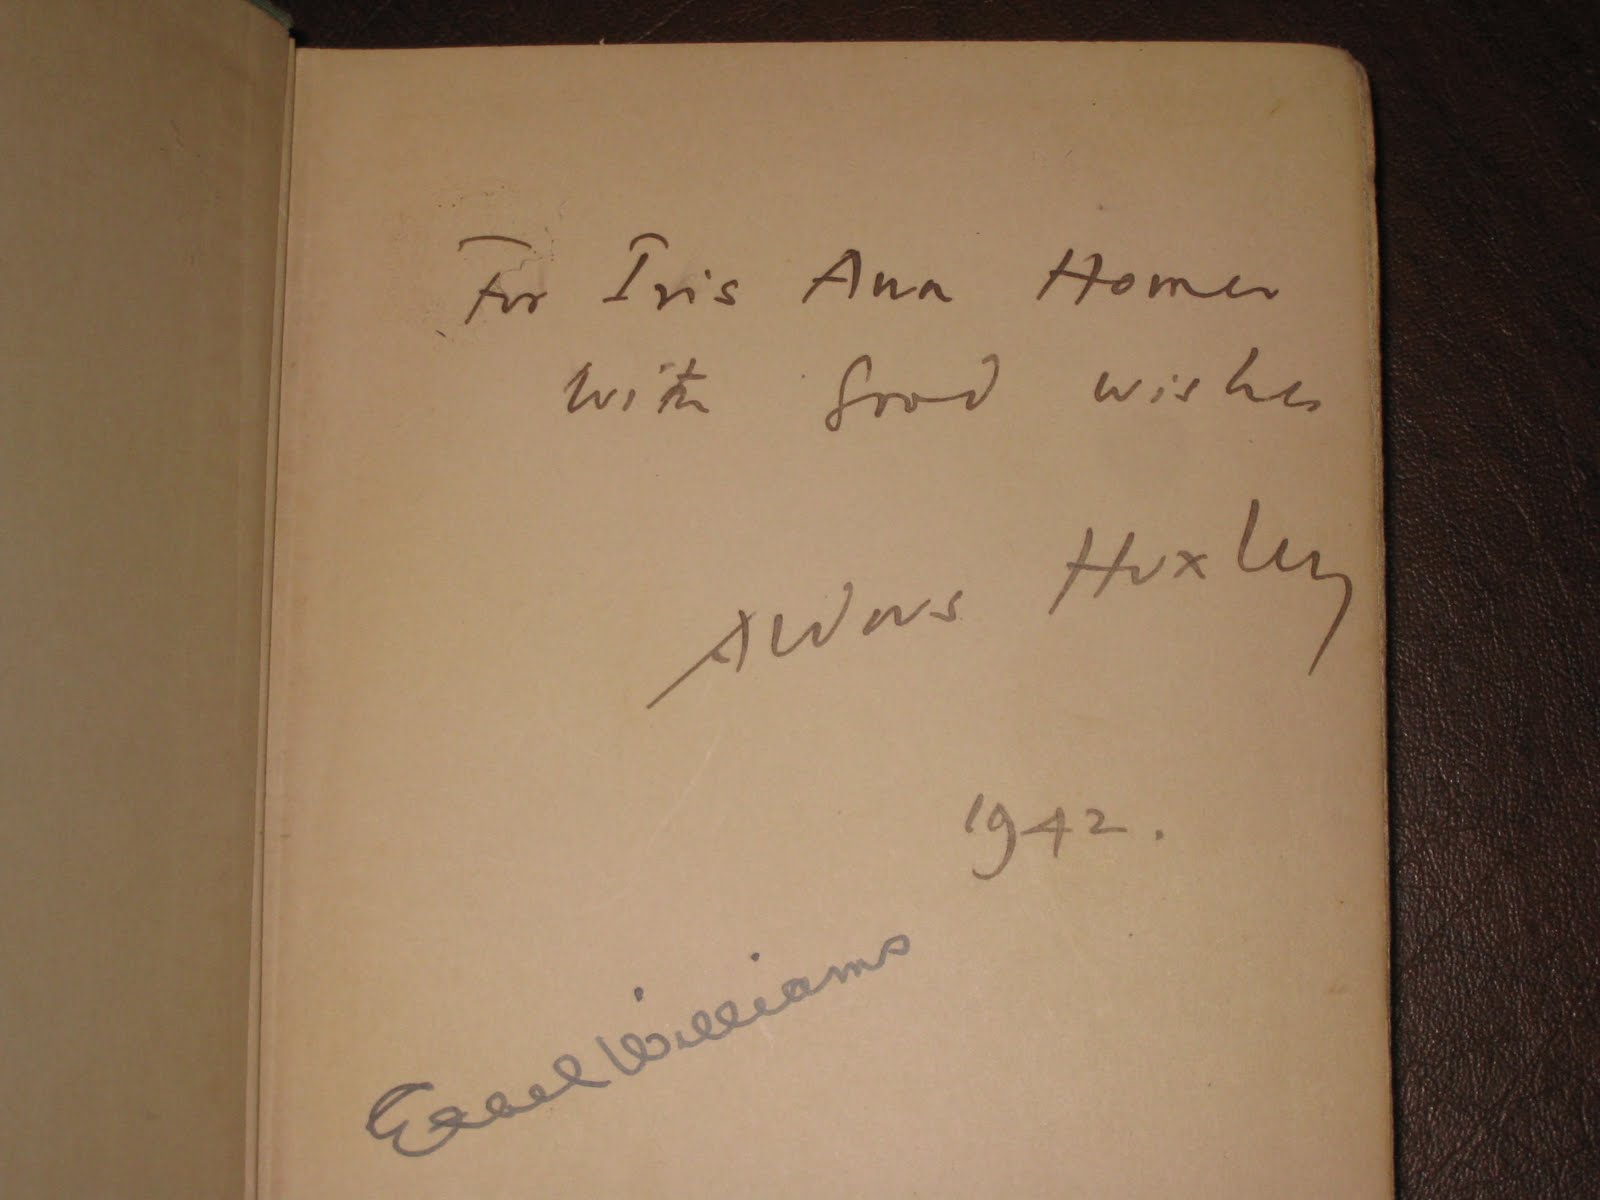 For Iris Ann Homer
with good wishes
Aldous Huxley
1942.
Williams